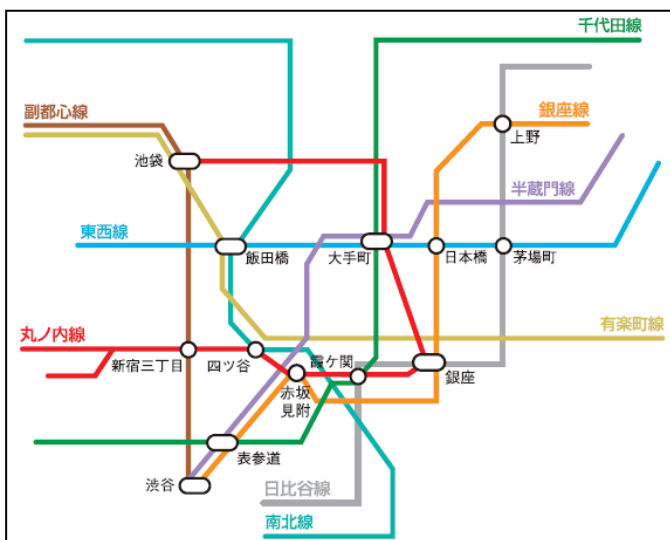 千代田線
副都心線
銀座線
上野
池袋
半蔵門線
東西線
飯田橋
大手町
日本橋
茅場町
丸ノ内線
有楽町線
新宿三丁目
四ツ谷
霞ケ関
銀座
赤坂
見附
表参道
渋谷
日比谷線
南北線